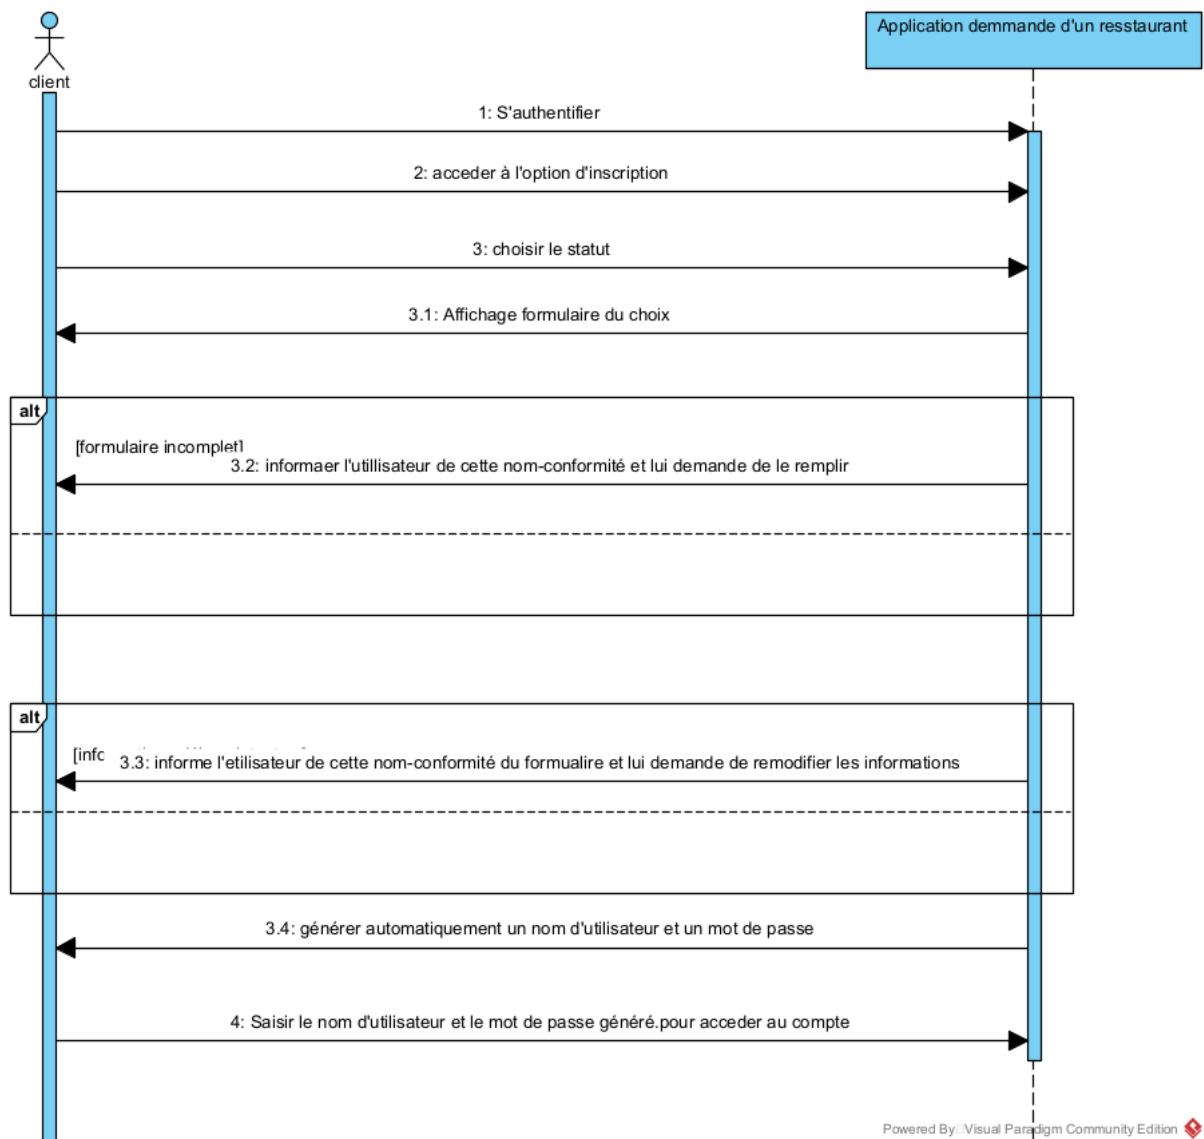 client
Application demmande d'un resstaurant
1: S'authentifier
2: acceder à l'option d'inscription
3: choisir le statut
3.1: Affichage formulaire du choix
alt
[formulaire incomplet]
3.2: informaer l'utillisateur de cette nom-conformité et lui demande de le remplir
alt
3.3: informe l'etilisateur de cette nom-conformité du formualire et lui demande de remodifier les informations
3.4: générer automatiquement un nom d'utilisateur et un mot de passe
4: Saisir le nom d'utilisateur et le mot de passe généré.pour acceder au compte
Powered By Visual Paradigm Community Edition